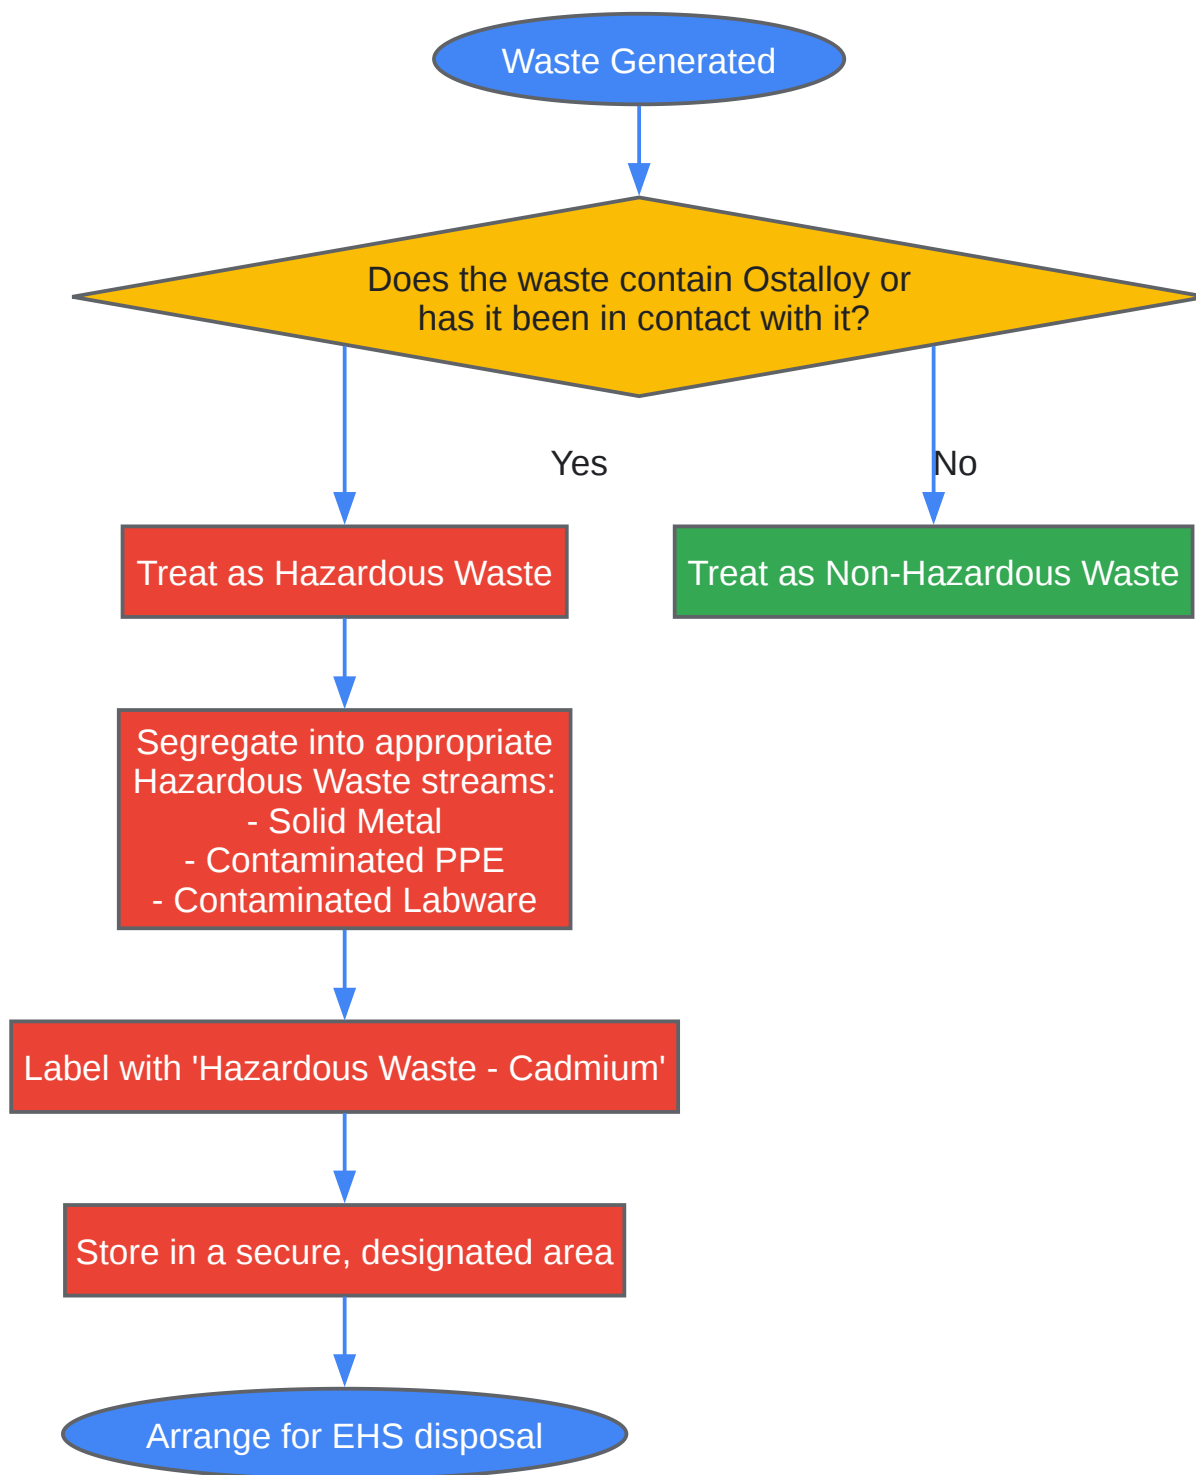 Waste Generated
Does the waste contain Ostalloy or
has it been in contact with it?
Yes
No
Treat as Hazardous Waste
Treat as Non-Hazardous Waste
Segregate into appropriate
Hazardous Waste streams:
- Solid Metal
- Contaminated PPE
- Contaminated Labware
Label with 'Hazardous Waste - Cadmium'
Store in a secure, designated area
Arrange for EHS disposal